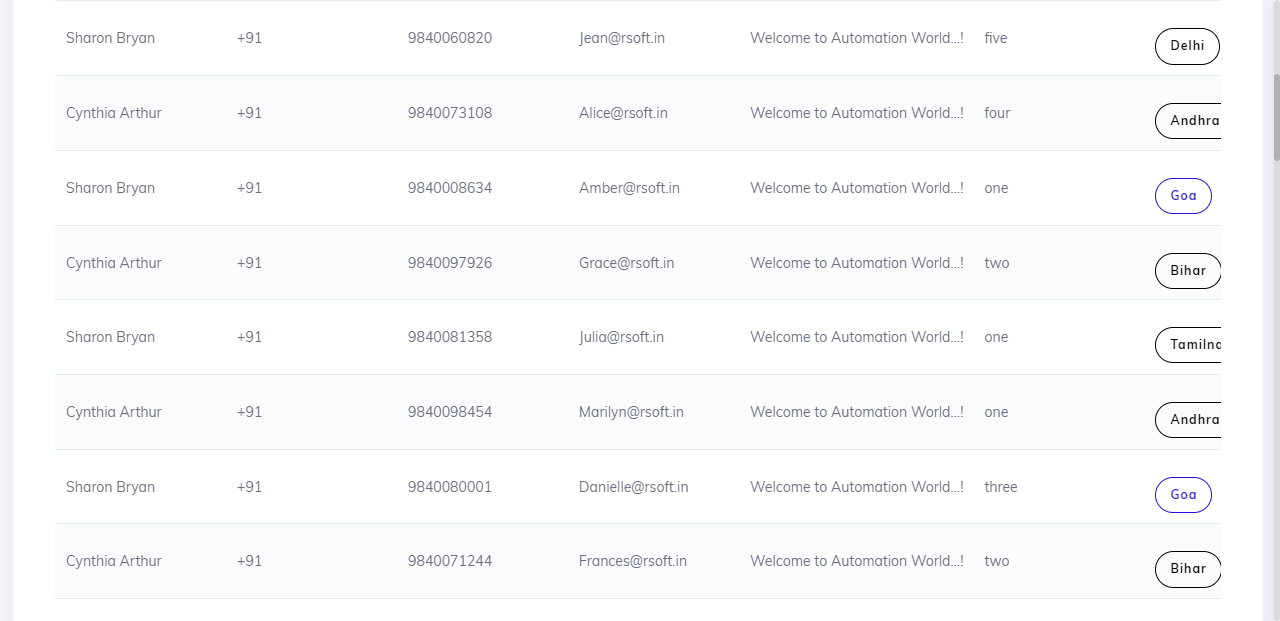 Sharon Bryan +91 9840060820 Jean@rsoft.in Welcome to Automation World...! five Delhi
Cynthia Arthur +91 9840073108 Alice@rsoft.in Welcome to Automation World...! four Andhra
Sharon Bryan +91 9840008634 Amber@rsoft.in Welcome to Automation World...! one Goa
Cynthia Arthur +91 9840097926 Grace@rsoft.in Welcome to Automation World...! two Bihar
Sharon Bryan +91 9840081358 Julia@rsoft.in Welcome to Automation World...! one
Cynthia Arthur +91 9840098454 Marilyn@rsoft.in Welcome to Automation World...! one Andhra
Sharon Bryan +91 9840080001 Danielle@rsoft.in Welcome to Automation World...! three Goa
Cynthia Arthur +91 9840071244 Frances@rsoft.in Welcome to Automation World...! two Bihar